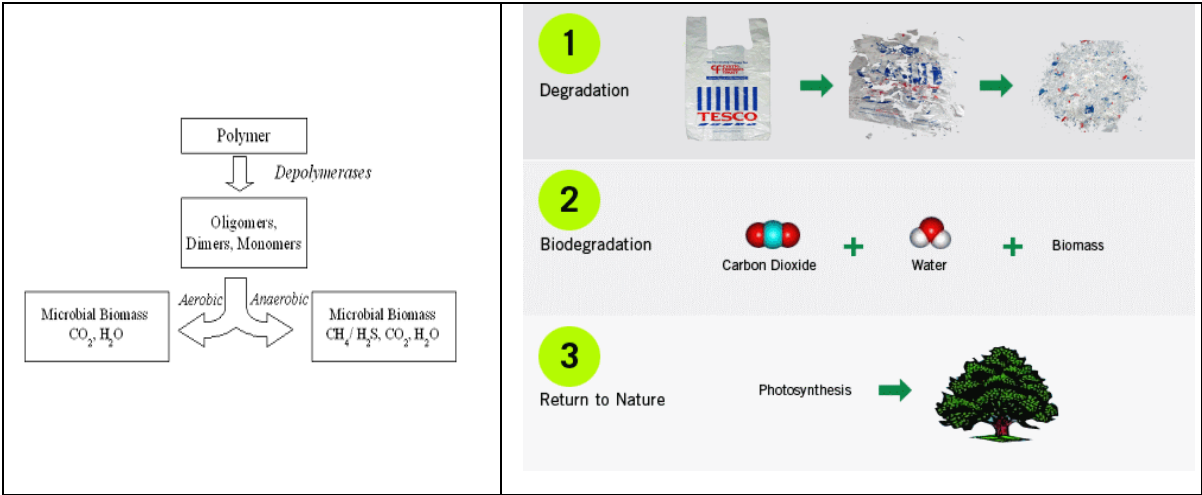 Polymer
Depolymerases
Oligomers,
Dimers, Monomers
Aerobic
Anaerobic
Microbial Biomass
CO2, H2O
Microbial Biomass
CH4/ H2S, CO2, H2O
1
Degradation
TESCO
2
Biodegradation
Carbon Dioxide
+
Water
+
Biomass
3
Return to Nature
Photosynthesis